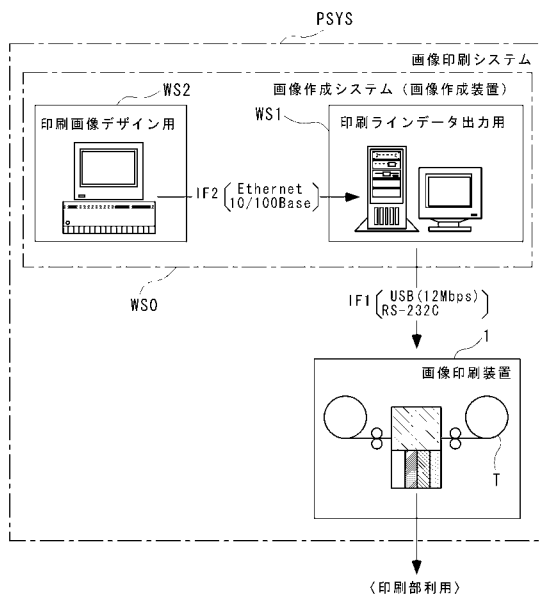 PSYS
画像印刷システム
画像作成システム（画像作成装置）
WS2
WS1
印刷画像デザイン用
印刷ラインデータ出力用
IF2
Ethernet
10/100Base
WS0
IF1
USB(12Mbps)
RS-232C
1
画像印刷装置
T
〈印刷部利用〉